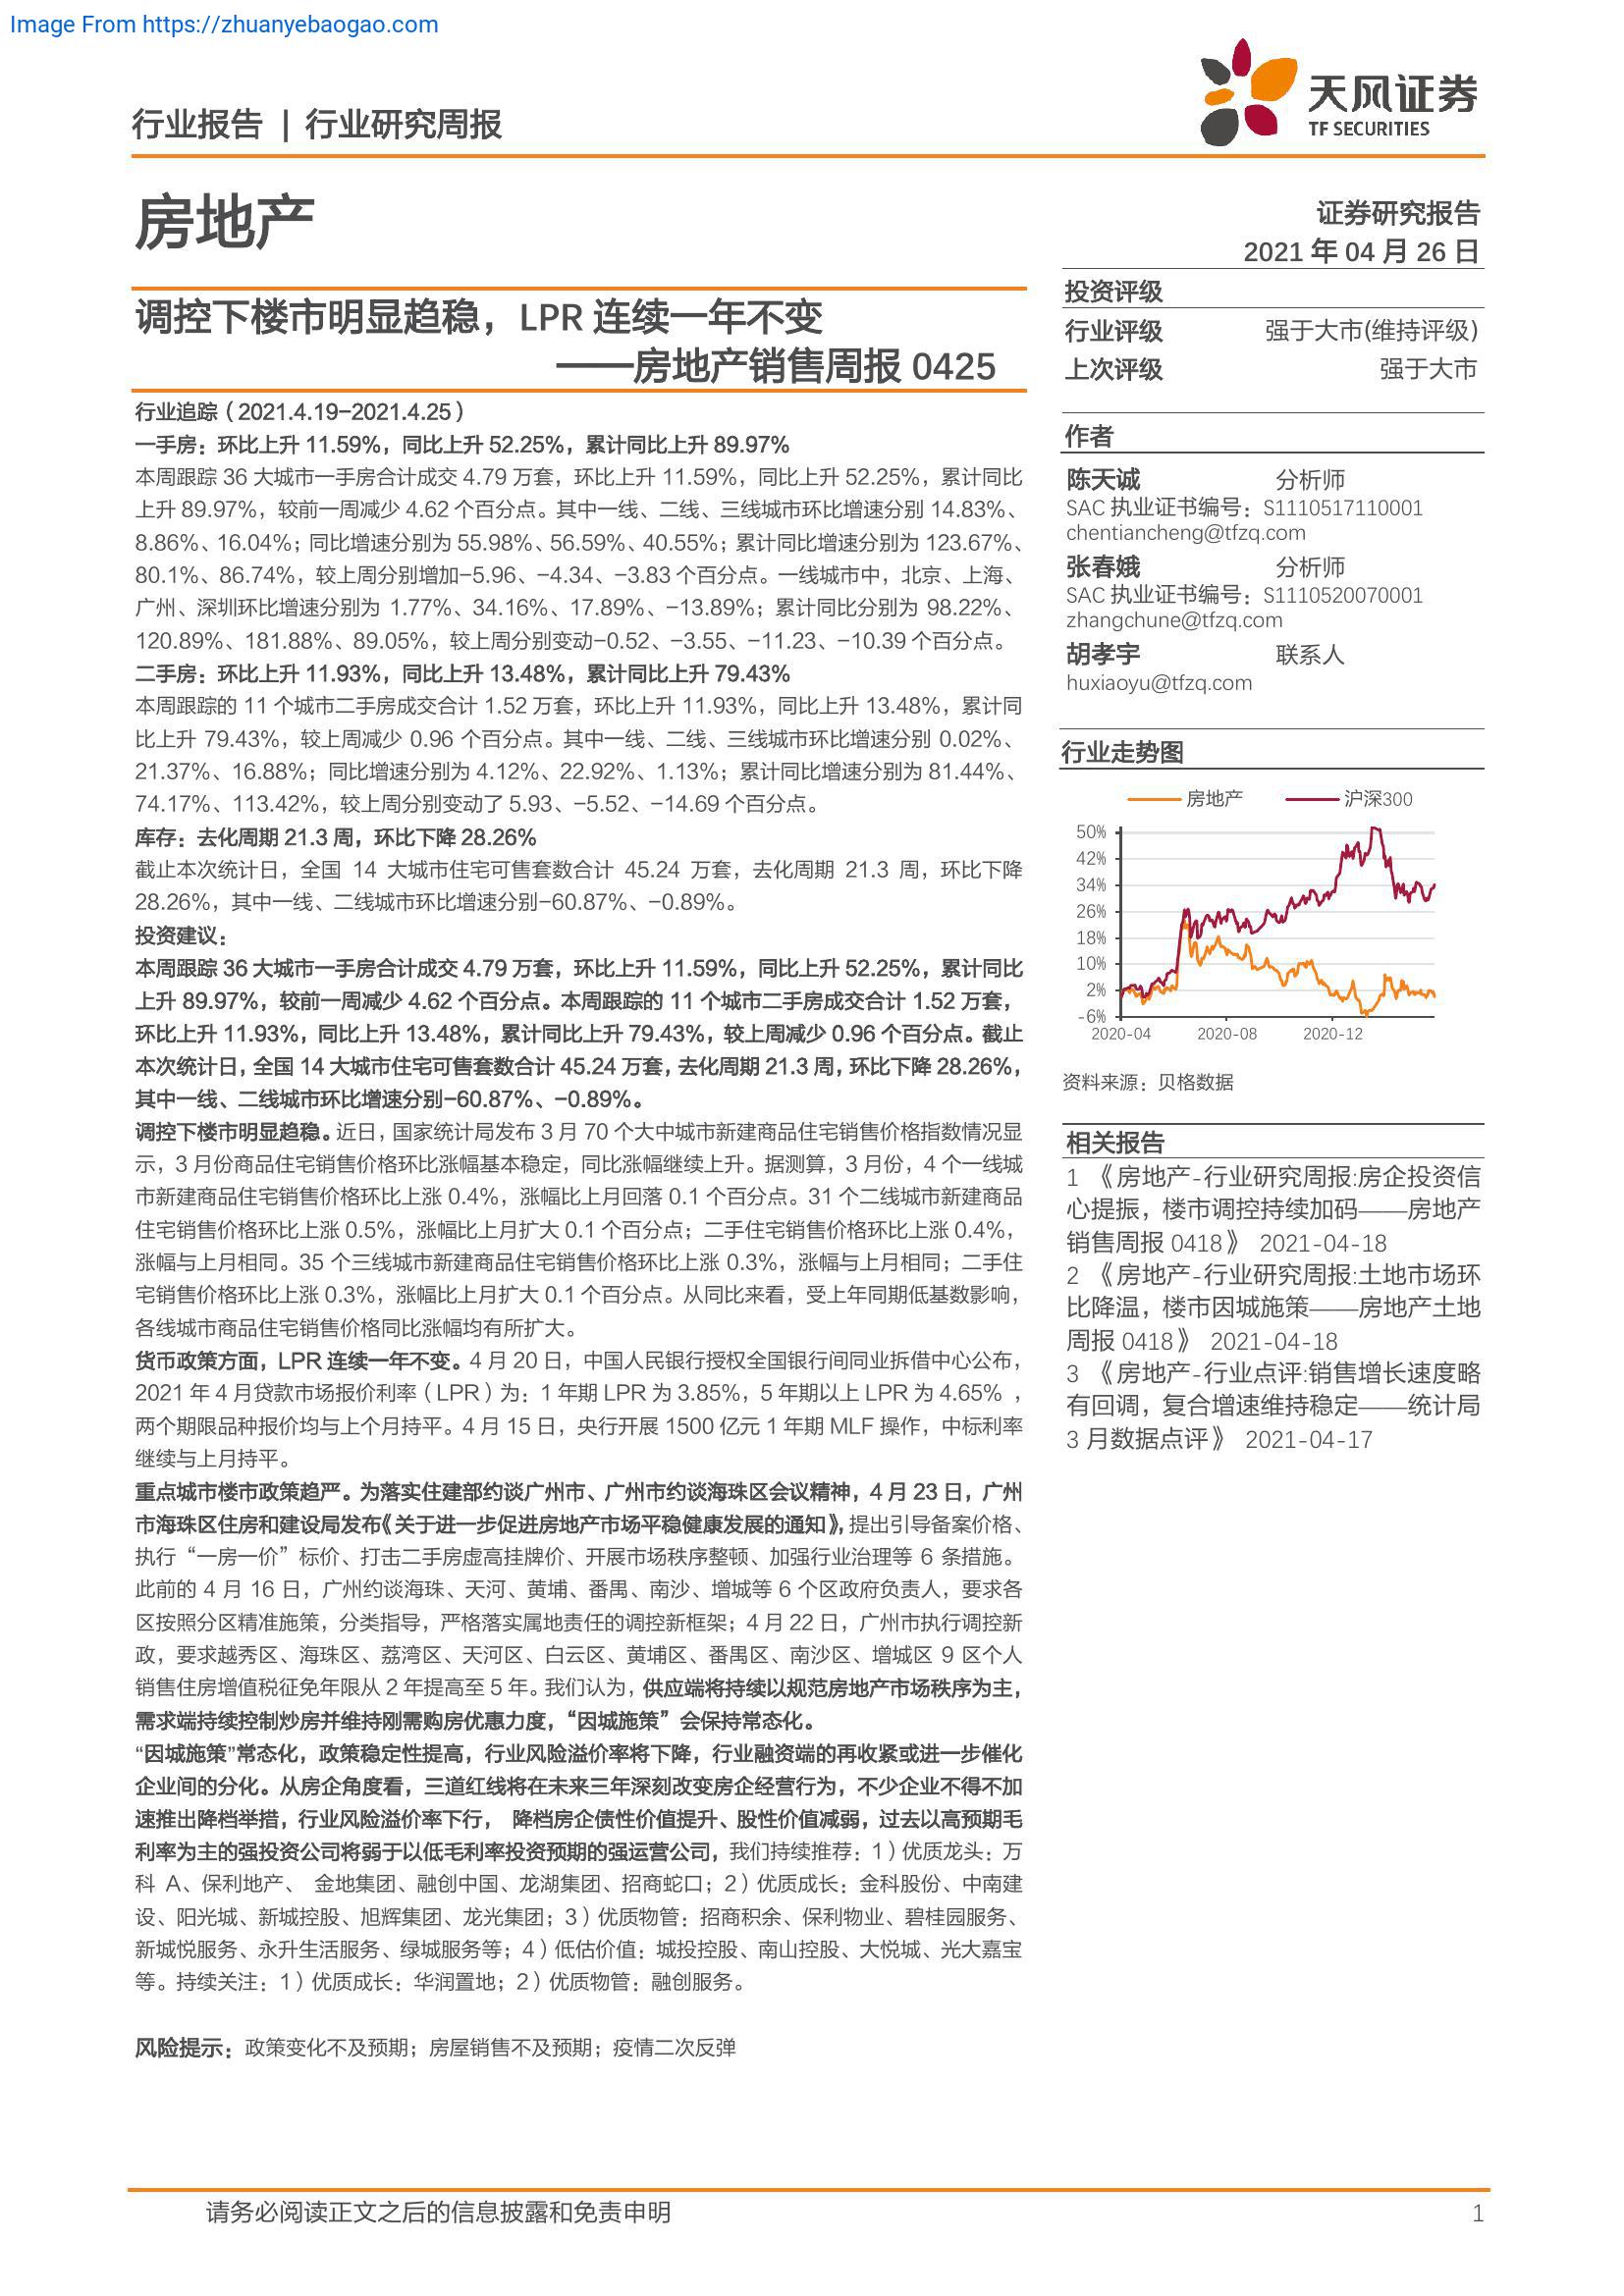 Image From https://zhuanyebaogao.com
行业报告 | 行业研究周报
天风证券
TF SECURITIES
房地产
证券研究报告
2021 年 04 月 26 日
调控下楼市明显趋稳，LPR 连续一年不变
——房地产销售周报 0425
行业追踪（2021.4.19-2021.4.25）
一手房：环比上升 11.59%，同比上升 52.25%，累计同比上升 89.97%
本周跟踪 36 大城市一手房合计成交 4.79 万套，环比上升 11.59%，同比上升 52.25%，累计同比
上升 89.97%，较前一周减少 4.62 个百分点。其中一线、二线、三线城市环比增速分别 14.83%、
8.86%、16.04%；同比增速分别为 55.98%、56.59%、40.55%；累计同比增速分别为 123.67%、
80.1%、86.74%，较上周分别增加-5.96、-4.34、-3.83 个百分点。一线城市中，北京、上海、
广州、深圳环比增速分别为 1.77%、34.16%、17.89%、-13.89%；累计同比分别为 98.22%、
120.89%、181.88%、89.05%，较上周分别变动-0.52、-3.55、-11.23、-10.39 个百分点。
二手房：环比上升 11.93%，同比上升 13.48%，累计同比上升 79.43%
本周跟踪的 11 个城市二手房成交合计 1.52 万套，环比上升 11.93%，同比上升 13.48%，累计同
比上升 79.43%，较上周减少 0.96 个百分点。其中一线、二线、三线城市环比增速分别 0.02%、
21.37%、16.88%；同比增速分别为 4.12%、22.92%、1.13%；累计同比增速分别为 81.44%、
74.17%、113.42%，较上周分别变动了 5.93、-5.52、-14.69 个百分点。
库存：去化周期 21.3 周，环比下降 28.26%
截止本次统计日，全国 14 大城市住宅可售套数合计 45.24 万套，去化周期 21.3 周，环比下降
28.26%，其中一线、二线城市环比增速分别-60.87%、-0.89%。
投资建议：
本周跟踪 36 大城市一手房合计成交 4.79 万套，环比上升 11.59%，同比上升 52.25%，累计同比
上升 89.97%，较前一周减少 4.62 个百分点。本周跟踪的 11 个城市二手房成交合计 1.52 万套，
环比上升 11.93%，同比上升 13.48%，累计同比上升 79.43%，较上周减少 0.96 个百分点。截止
本次统计日，全国 14 大城市住宅可售套数合计 45.24 万套，去化周期 21.3 周，环比下降 28.26%，
其中一线、二线城市环比增速分别-60.87%、-0.89%。
调控下楼市明显趋稳。近日，国家统计局发布 3 月 70 个大中城市新建商品住宅销售价格指数情况显
示，3 月份商品住宅销售价格环比涨幅基本稳定，同比涨幅继续上升。据测算，3 月份，4 个一线城
市新建商品住宅销售价格环比上涨 0.4%，涨幅比上月回落 0.1 个百分点。31 个二线城市新建商品
住宅销售价格环比上涨 0.5%，涨幅比上月扩大 0.1 个百分点；二手住宅销售价格环比上涨 0.4%，
涨幅与上月相同。35 个三线城市新建商品住宅销售价格环比上涨 0.3%，涨幅与上月相同；二手住
宅销售价格环比上涨 0.3%，涨幅比上月扩大 0.1 个百分点。从同比来看，受上年同期低基数影响，
各线城市商品住宅销售价格同比涨幅均有所扩大。
货币政策方面，LPR 连续一年不变。4 月 20 日，中国人民银行授权全国银行间同业拆借中心公布，
2021 年 4 月贷款市场报价利率（LPR）为：1 年期 LPR 为 3.85%，5 年期以上 LPR 为 4.65% ，
两个期限品种报价均与上个月持平。4 月 15 日，央行开展 1500 亿元 1 年期 MLF 操作，中标利率
继续与上月持平。
重点城市楼市政策趋严。为落实住建部约谈广州市、广州市约谈海珠区会议精神，4 月 23 日，广州
市海珠区住房和建设局发布《关于进一步促进房地产市场平稳健康发展的通知》，提出引导备案价格、
执行“一房一价”标价、打击二手房虚高挂牌价、开展市场秩序整顿、加强行业治理等 6 条措施。
此前的 4 月 16 日，广州约谈海珠、天河、黄埔、番禺、南沙、增城等 6 个区政府负责人，要求各
区按照分区精准施策，分类指导，严格落实属地责任的调控新框架；4 月 22 日，广州市执行调控新
政，要求越秀区、海珠区、荔湾区、天河区、白云区、黄埔区、番禺区、南沙区、增城区 9 区个人
销售住房增值税征免年限从 2 年提高至 5 年。我们认为，供应端将持续以规范房地产市场秩序为主，
需求端持续控制炒房并维持刚需购房优惠力度，“因城施策”会保持常态化。
“因城施策”常态化，政策稳定性提高，行业风险溢价率将下降，行业融资端的再收紧或进一步催化
企业间的分化。从房企角度看，三道红线将在未来三年深刻改变房企经营行为，不少企业不得不加
速推出降档举措，行业风险溢价率下行， 降档房企债性价值提升、股性价值减弱，过去以高预期毛
利率为主的强投资公司将弱于以低毛利率投资预期的强运营公司，我们持续推荐：1）优质龙头：万
科 A、保利地产、 金地集团、融创中国、龙湖集团、招商蛇口；2）优质成长：金科股份、中南建
设、阳光城、新城控股、旭辉集团、龙光集团；3）优质物管：招商积余、保利物业、碧桂园服务、
新城悦服务、永升生活服务、绿城服务等；4）低估价值：城投控股、南山控股、大悦城、光大嘉宝
等。持续关注：1）优质成长：华润置地；2）优质物管：融创服务。
风险提示：政策变化不及预期；房屋销售不及预期；疫情二次反弹
投资评级
行业评级 强于大市(维持评级)
上次评级 强于大市
作者
陈天诚 分析师
SAC 执业证书编号：S1110517110001
chentiancheng@tfzq.com
张春娥 分析师
SAC 执业证书编号：S1110520070001
zhangchune@tfzq.com
胡孝宇 联系人
huxiaoyu@tfzq.com
行业走势图
房地产 沪深300
50%
42%
34%
26%
18%
10%
2%
-6%
2020-04 2020-08 2020-12
资料来源：贝格数据
相关报告
1 《房地产-行业研究周报:房企投资信
心提振，楼市调控持续加码——房地产
销售周报 0418》 2021-04-18
2 《房地产-行业研究周报:土地市场环
比降温，楼市因城施策——房地产土地
周报 0418》 2021-04-18
3 《房地产-行业点评:销售增长速度略
有回调，复合增速维持稳定——统计局
3 月数据点评》 2021-04-17
请务必阅读正文之后的信息披露和免责申明 1